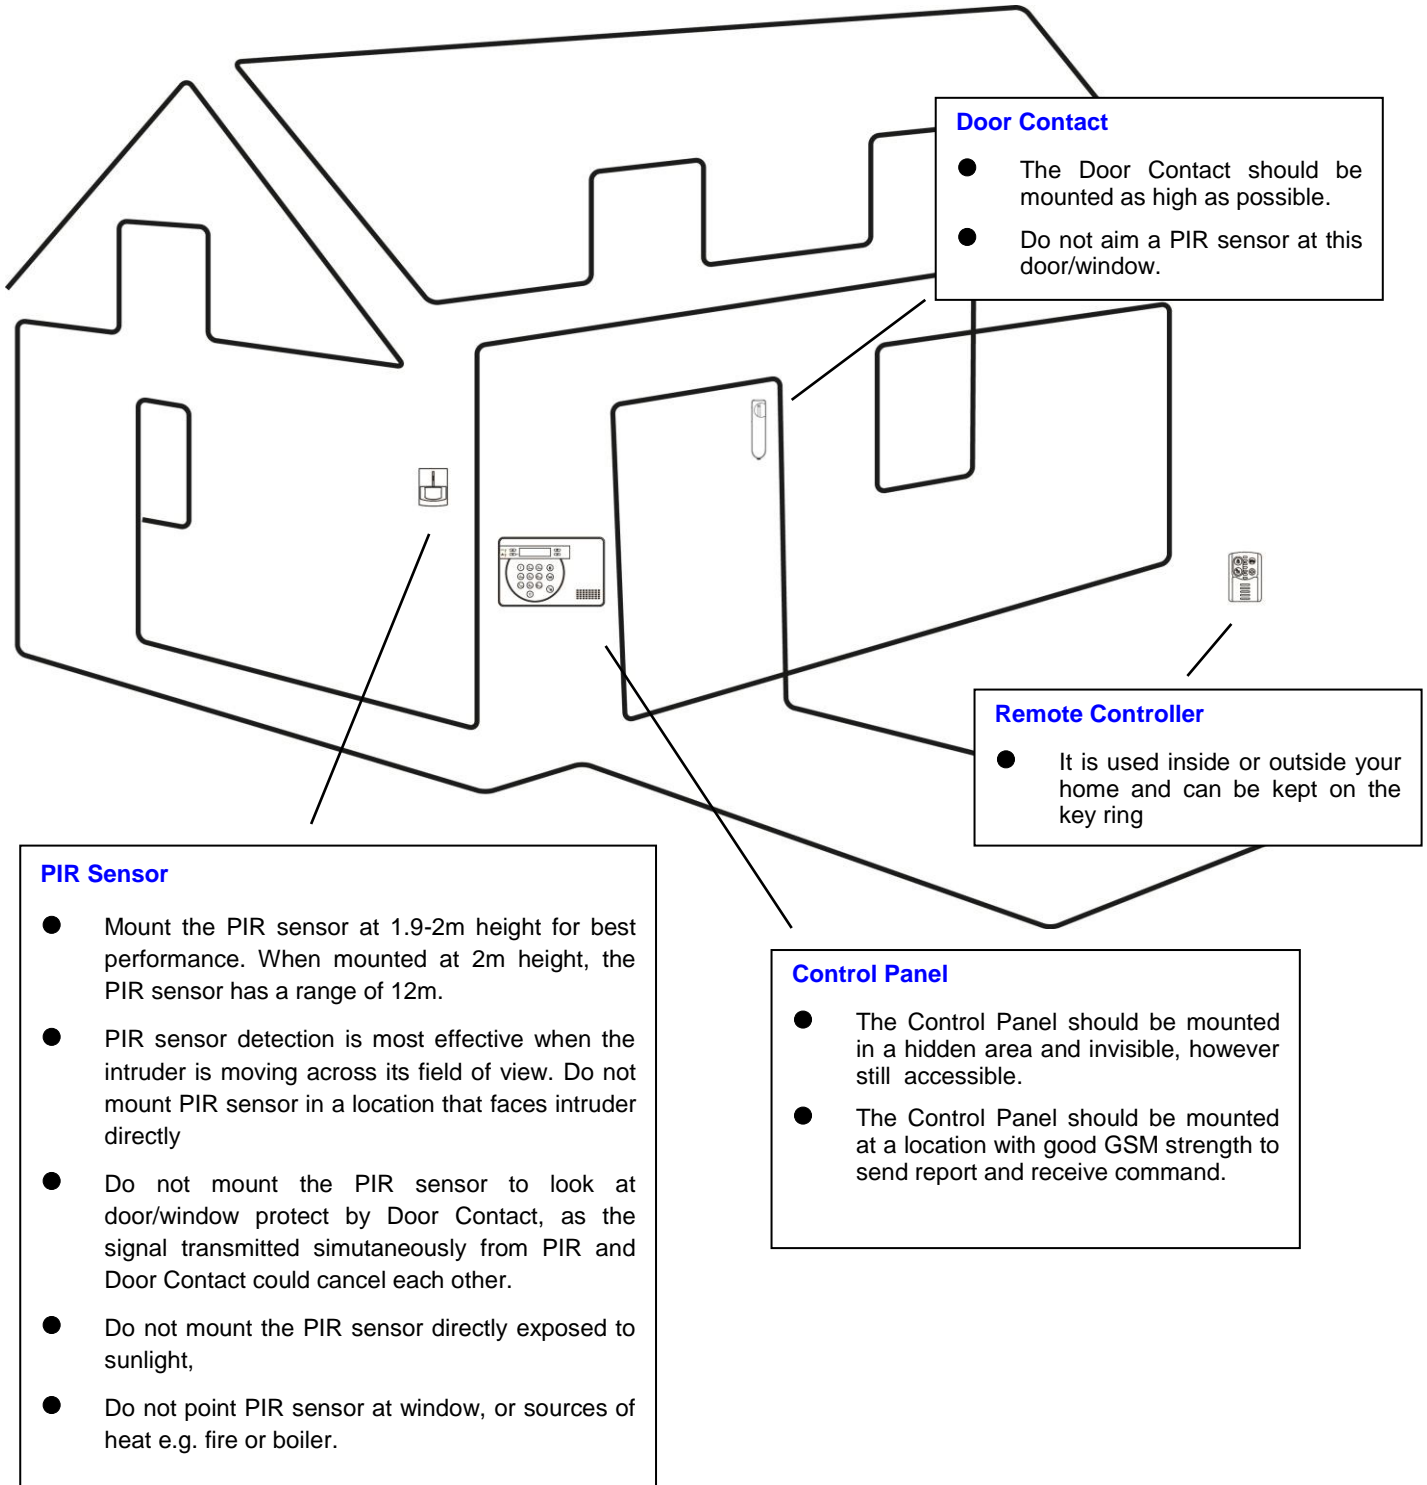 Door Contact
● The Door Contact should be
mounted as high as possible.
● Do not aim a PIR sensor at this
door/window.
Remote Controller
● It is used inside or outside your
home and can be kept on the
key ring
PIR Sensor
● Mount the PIR sensor at 1.9-2m height for best
performance. When mounted at 2m height, the
PIR sensor has a range of 12m.
● PIR sensor detection is most effective when the
intruder is moving across its field of view. Do not
mount PIR sensor in a location that faces intruder
directly
● Do not mount the PIR sensor to look at
door/window protect by Door Contact, as the
signal transmitted simutaneously from PIR and
Door Contact could cancel each other.
● Do not mount the PIR sensor directly exposed to
sunlight,
● Do not point PIR sensor at window, or sources of
heat e.g. fire or boiler.
Control Panel
● The Control Panel should be mounted
in a hidden area and invisible, however
still accessible.
● The Control Panel should be mounted
at a location with good GSM strength to
send report and receive command.